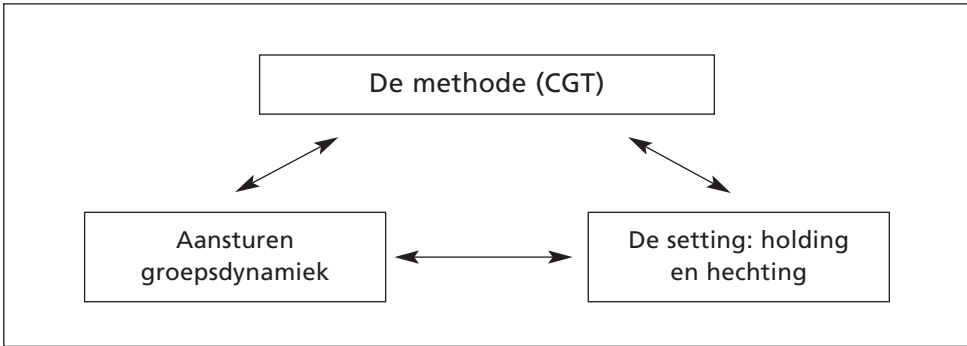 De methode (CGT)
Aansturen
groepsdynamiek
De setting: holding
en hechting